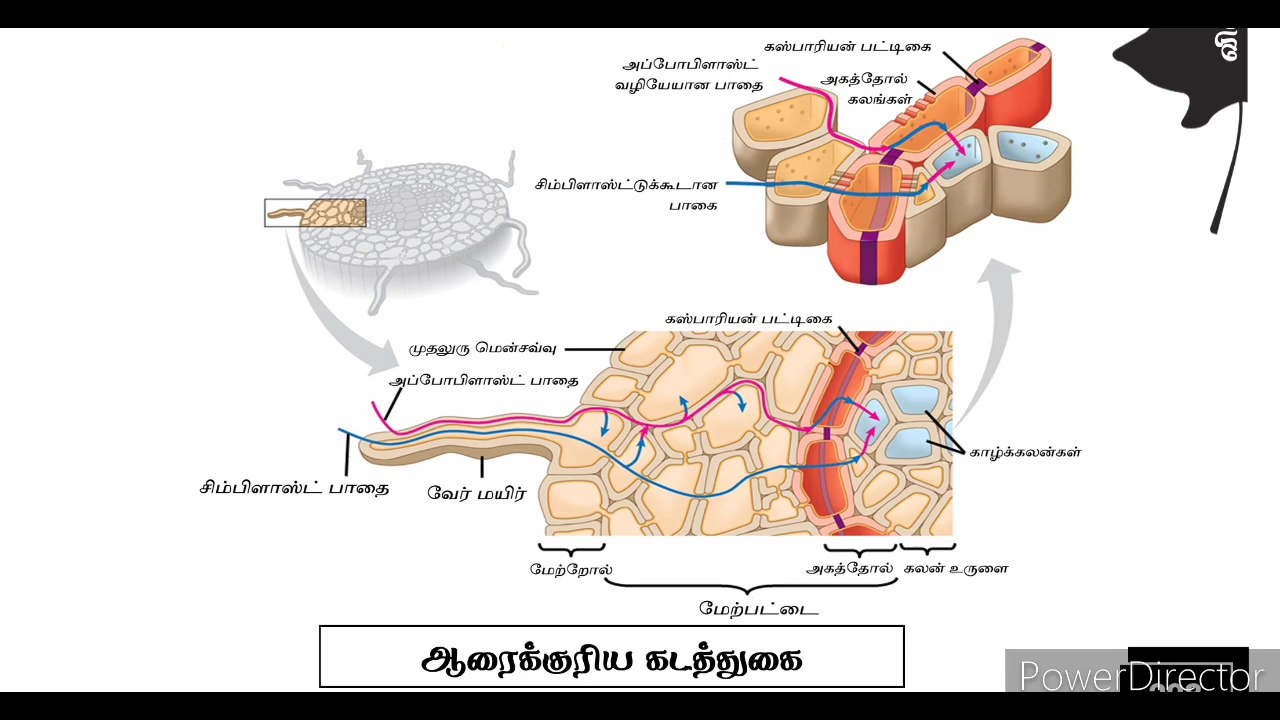 கஸ்பாரியன் பட்டிகை
அப்போபிளாஸ்ட்
வழியேயான பாதை
அகத்தோல்
கலங்கள்
சிம்பிளாஸ்ட்டுக்கூடான
பாகை
கஸ்பாரியன் பட்டிகை
முதலுரு மென்சவ்வு
அப்போபிளாஸ்ட் பாதை
காழ்க்கலன்கள்
சிம்பிளாஸ்ட் பாதை
வேர் மயிர்
மேற்றோல்
அகத்தோல்
கலன் உருளை
மேற்பட்டை
ஆரைக்குரிய கடத்துகை
PowerDirector